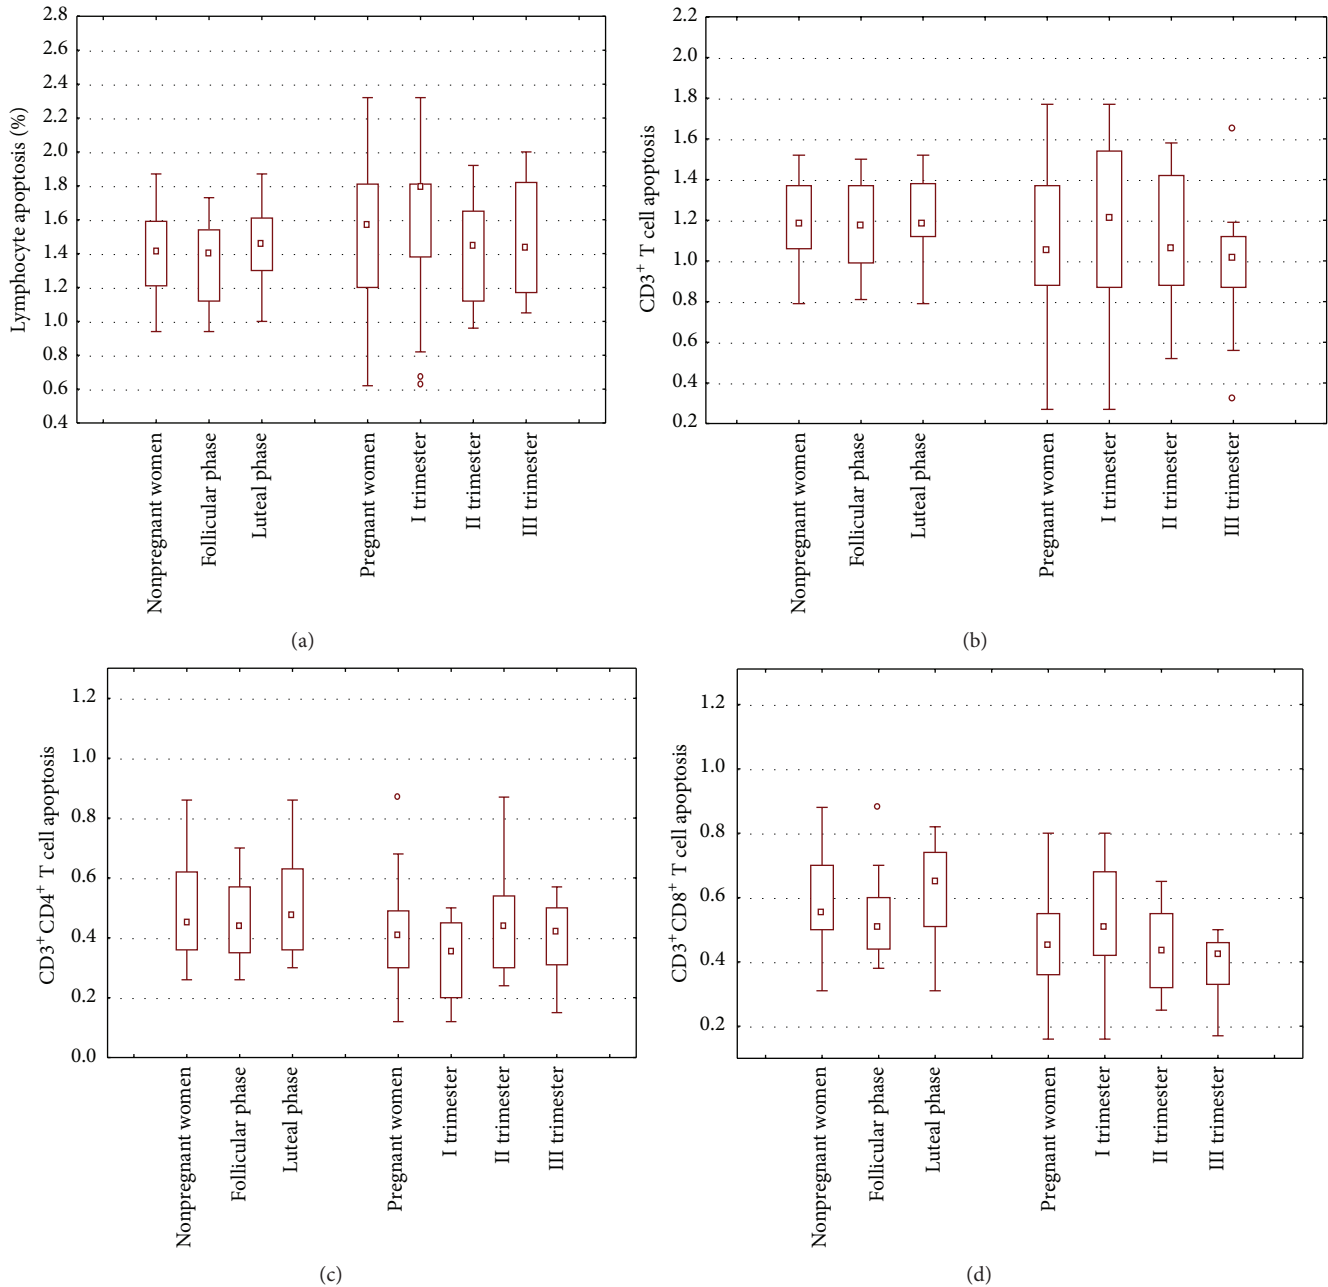 Lymphocyte apoptosis (%)
2.8
2.6
2.4
2.2
2.0
1.8
1.6
1.4
1.2
1.0
0.8
0.6
0.4
Nonpregnant women
Follicular phase
Luteal phase
Pregnant women
I trimester
II trimester
III trimester
(a)
CD3⁺ T cell apoptosis
2.2
2.0
1.8
1.6
1.4
1.2
1.0
0.8
0.6
0.4
0.2
Nonpregnant women
Follicular phase
Luteal phase
Pregnant women
I trimester
II trimester
III trimester
(b)
CD3⁺CD4⁺ T cell apoptosis
1.2
1.0
0.8
0.6
0.4
0.2
0.0
Nonpregnant women
Follicular phase
Luteal phase
Pregnant women
I trimester
II trimester
III trimester
(c)
CD3⁺CD8⁺ T cell apoptosis
1.2
1.0
0.8
0.6
0.4
0.2
Nonpregnant women
Follicular phase
Luteal phase
Pregnant women
I trimester
II trimester
III trimester
(d)